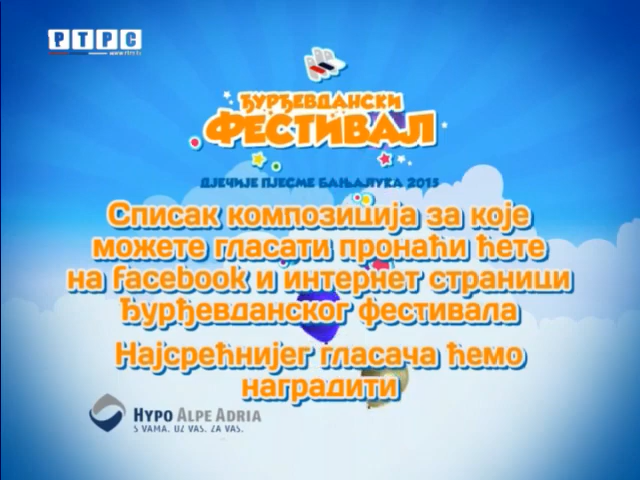 РТРС
www.rtrs.tv
ЂУРЂЕВДАНСКИ
ФЕСТИВАЛ
ДЈЕЧИЈЕ ПЈЕСМЕ БАЊАЛУКА 2015
Списак композиција за које
можете гласати пронаћи ћете
на facebook и интернет страници
Ђурђевданског фестивала
Најсрећнијег гласача ћемо
наградити
HYPO ALPE ADRIA
S VAMA. UZ VAS. ZA VAS.